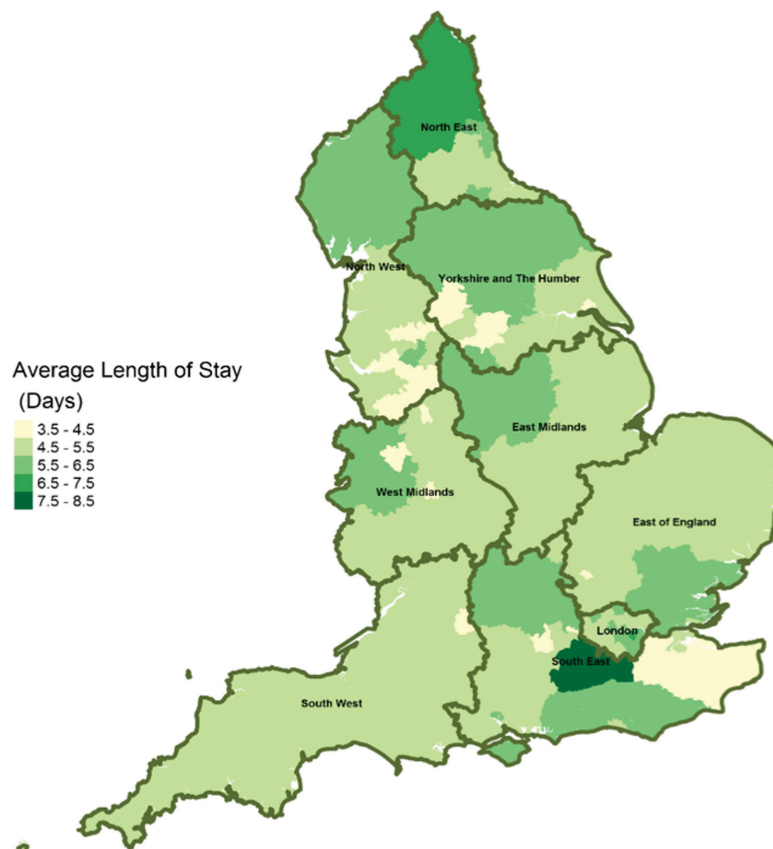 North East
North West
Yorkshire and The Humber
Average Length of Stay
(Days)
3.5 - 4.5
4.5 - 5.5
5.5 - 6.5
6.5 - 7.5
7.5 - 8.5
East Midlands
West Midlands
East of England
London
South East
South West